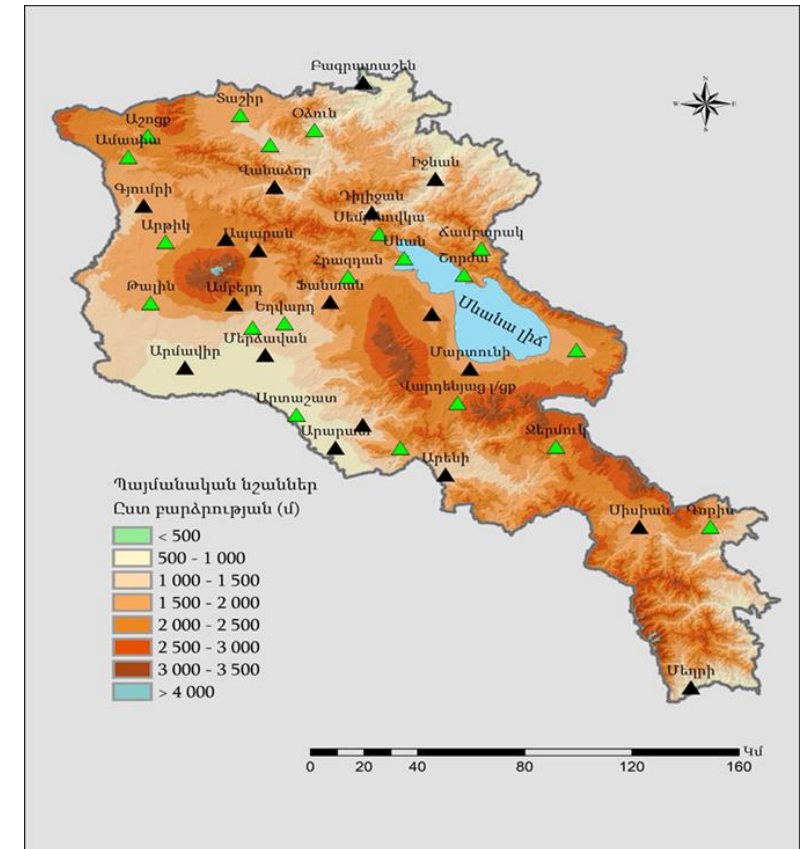 Բագրատաշեն
N
W E
S
Տաշիր
Օձուն
Աշոցք
Ամասիա
Իջևան
Վանաձոր
Գյումրի
Դիլիջան
Սեմյոնովկա
Արթիկ
Ապարան
Սևան
Ճամբարակ
Հրազդան
Շորժա
Թալին
Ամբերդ
Ֆանտան
Եղվարդ
Սևանա լիճ
Մերձավան
Արմավիր
Մարտունի
Վարդենյաց լ/ցք
Արտաշատ
Արարատ
Ջերմուկ
Արենի
Սիսիան
Գորիս
Մեղրի
Պայմանական նշաններ
Ըստ բարձրության (մ)
< 500
500 - 1 000
1 000 - 1 500
1 500 - 2 000
2 000 - 2 500
2 500 - 3 000
3 000 - 3 500
> 4 000
Կմ
0 20 40 80 120 160